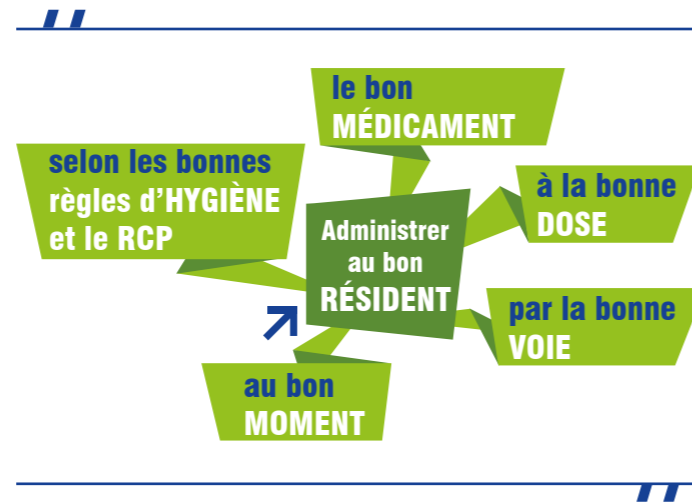 le bon
MÉDICAMENT
selon les bonnes
règles d’HYGIÈNE
et le RCP
à la bonne
DOSE
Administrer
au bon
RÉSIDENT
par la bonne
VOIE
au bon
MOMENT